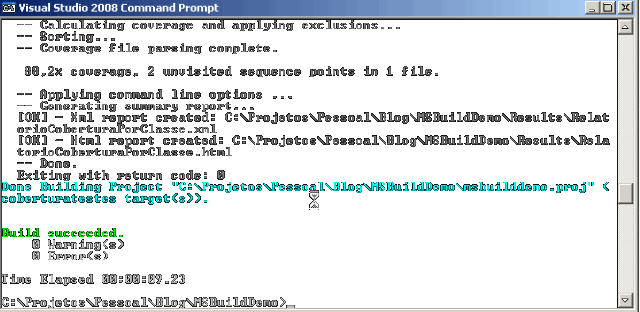 Visual Studio 2008 Command Prompt
-- Calculating coverage and applying exclusions...
-- Sorting...
-- Coverage file parsing complete.
coverage, 2 unvisited sequence points in 1 file.
-- Applying command line options ...
-- Generating summary report...
[OK] - Xml report created: C:\Projetos\Pessoal\Blog\MSBuildDemo\Results\Relat
orioCoberturaPorClasse.xml
[OK] - Html report created: C:\Projetos\Pessoal\Blog\MSBuildDemo\Results\Rela
torioCoberturaPorClasse.html
-- Done.
Exiting with return code: 0
Done Building Project "C:\Projetos\Pessoal\Blog\MSBuildDemo\msbuilddemo.proj" (
coberturatestes target(s)).
Build succeeded.
0 Warning(s)
0 Error(s)
Time Elapsed 00:00:09.23
C:\Projetos\Pessoal\Blog\MSBuildDemo>_